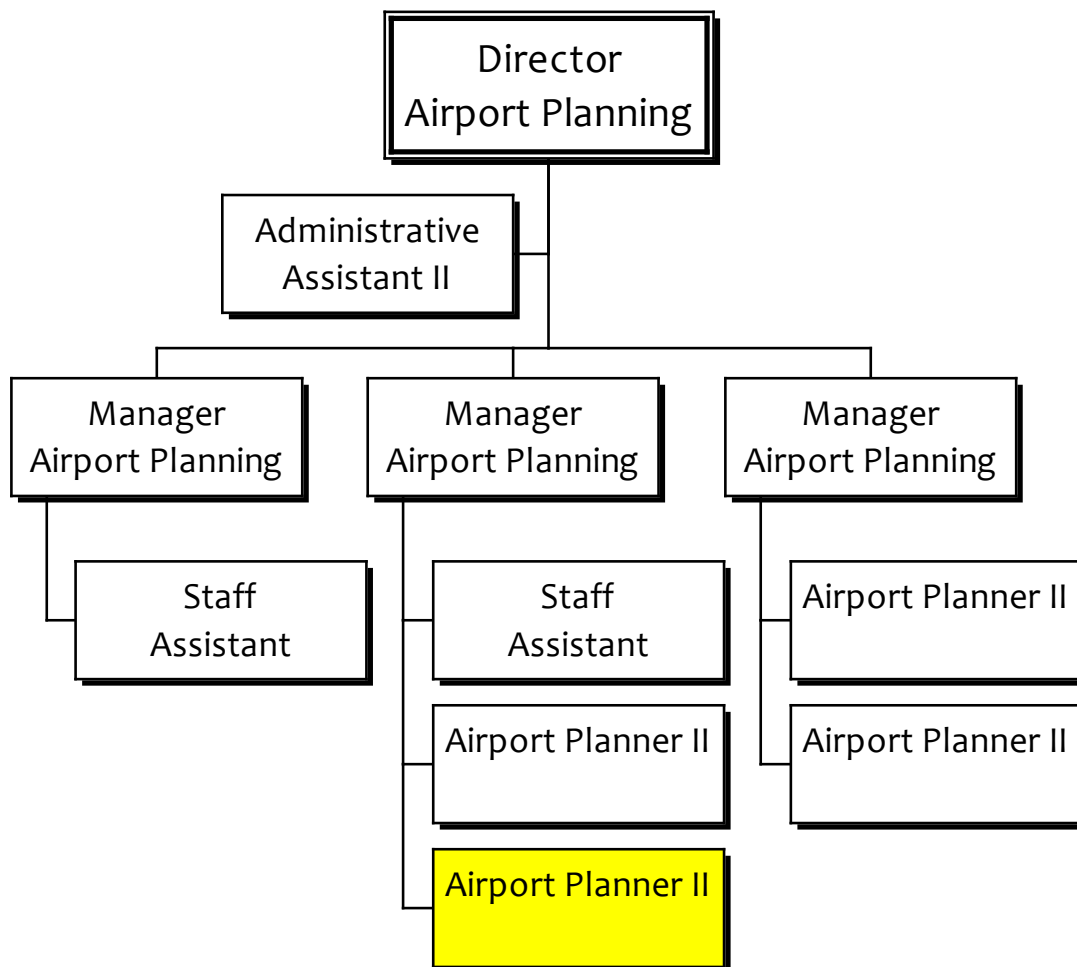 Director
Airport Planning
Administrative
Assistant II
Manager
Airport Planning
Manager
Airport Planning
Manager
Airport Planning
Staff
Assistant
Staff
Assistant
Airport Planner II
Airport Planner II
Airport Planner II
Airport Planner II